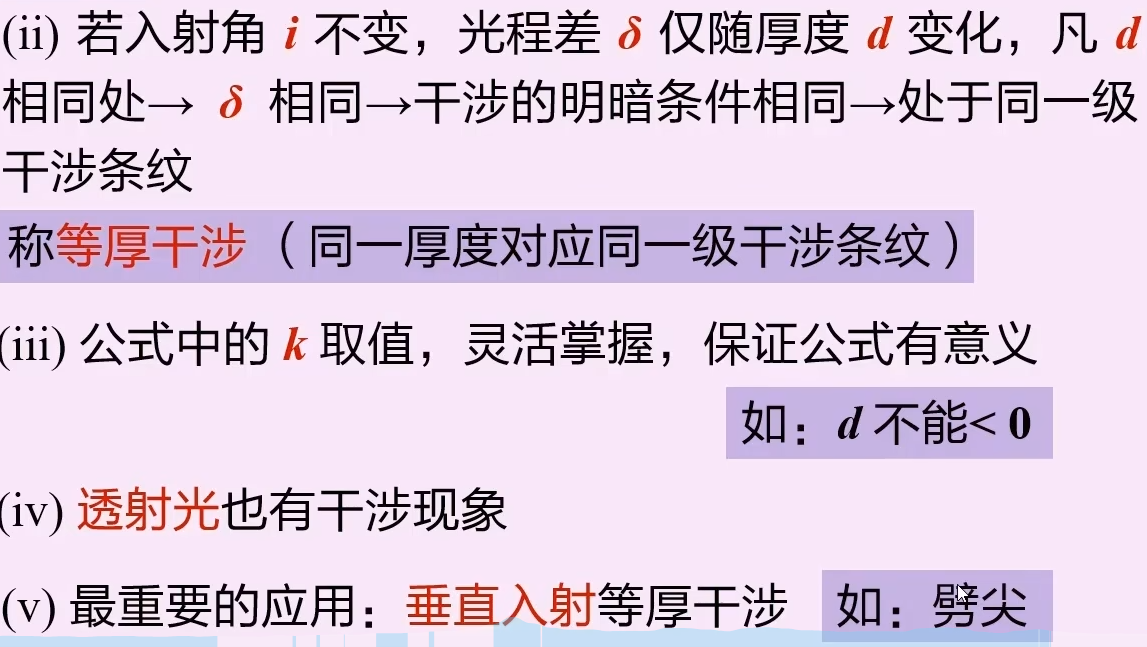 (ii) 若入射角 i 不变，光程差 δ 仅随厚度 d 变化，凡 d
相同处→ δ 相同→干涉的明暗条件相同→处于同一级
干涉条纹
称等厚干涉（同一厚度对应同一级干涉条纹）
(iii) 公式中的 k 取值，灵活掌握，保证公式有意义
如：d 不能< 0
(iv) 透射光也有干涉现象
(v) 最重要的应用：垂直入射等厚干涉 如：劈尖